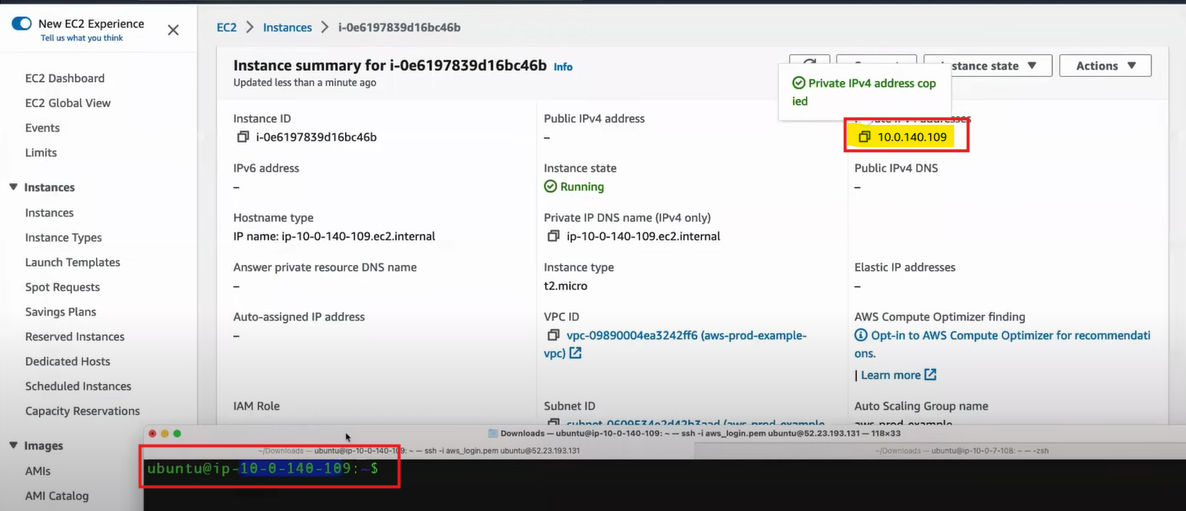 New EC2 Experience
Tell us what you think
EC2 Dashboard
EC2 Global View
Events
Limits
Instances
Instances
Instance Types
Launch Templates
Spot Requests
Savings Plans
Reserved Instances
Dedicated Hosts
Scheduled Instances
Capacity Reservations
Images
AMIs
AMI Catalog
EC2 > Instances > i-0e6197839d16bc46b
Instance summary for i-0e6197839d16bc46b Info
Updated less than a minute ago
Instance state
Actions
Private IPv4 address cop
ied
Instance ID
i-0e6197839d16bc46b
Public IPv4 address
–
10.0.140.109
IPv6 address
–
Instance state
Running
Public IPv4 DNS
–
Hostname type
IP name: ip-10-0-140-109.ec2.internal
Private IP DNS name (IPv4 only)
ip-10-0-140-109.ec2.internal
Answer private resource DNS name
–
Instance type
t2.micro
Elastic IP addresses
–
Auto-assigned IP address
–
VPC ID
vpc-09890004ea3242ff6 (aws-prod-example-
vpc)
AWS Compute Optimizer finding
Opt-in to AWS Compute Optimizer for recommendati
ons.
| Learn more
IAM Role
Subnet ID
Auto Scaling Group name
Downloads — ubuntu@ip-10-0-140-109: ~ — ssh -i aws_login.pem ubuntu@52.23.193.131 — 118×33
~/Downloads — ubuntu@ip-10-0-140-109: ~ — ssh -i aws_login.pem ubuntu@52.23.193.131
~/Downloads — ubuntu@ip-10-0-7-108: ~ — -zsh
ubuntu@ip-10-0-140-109:~$